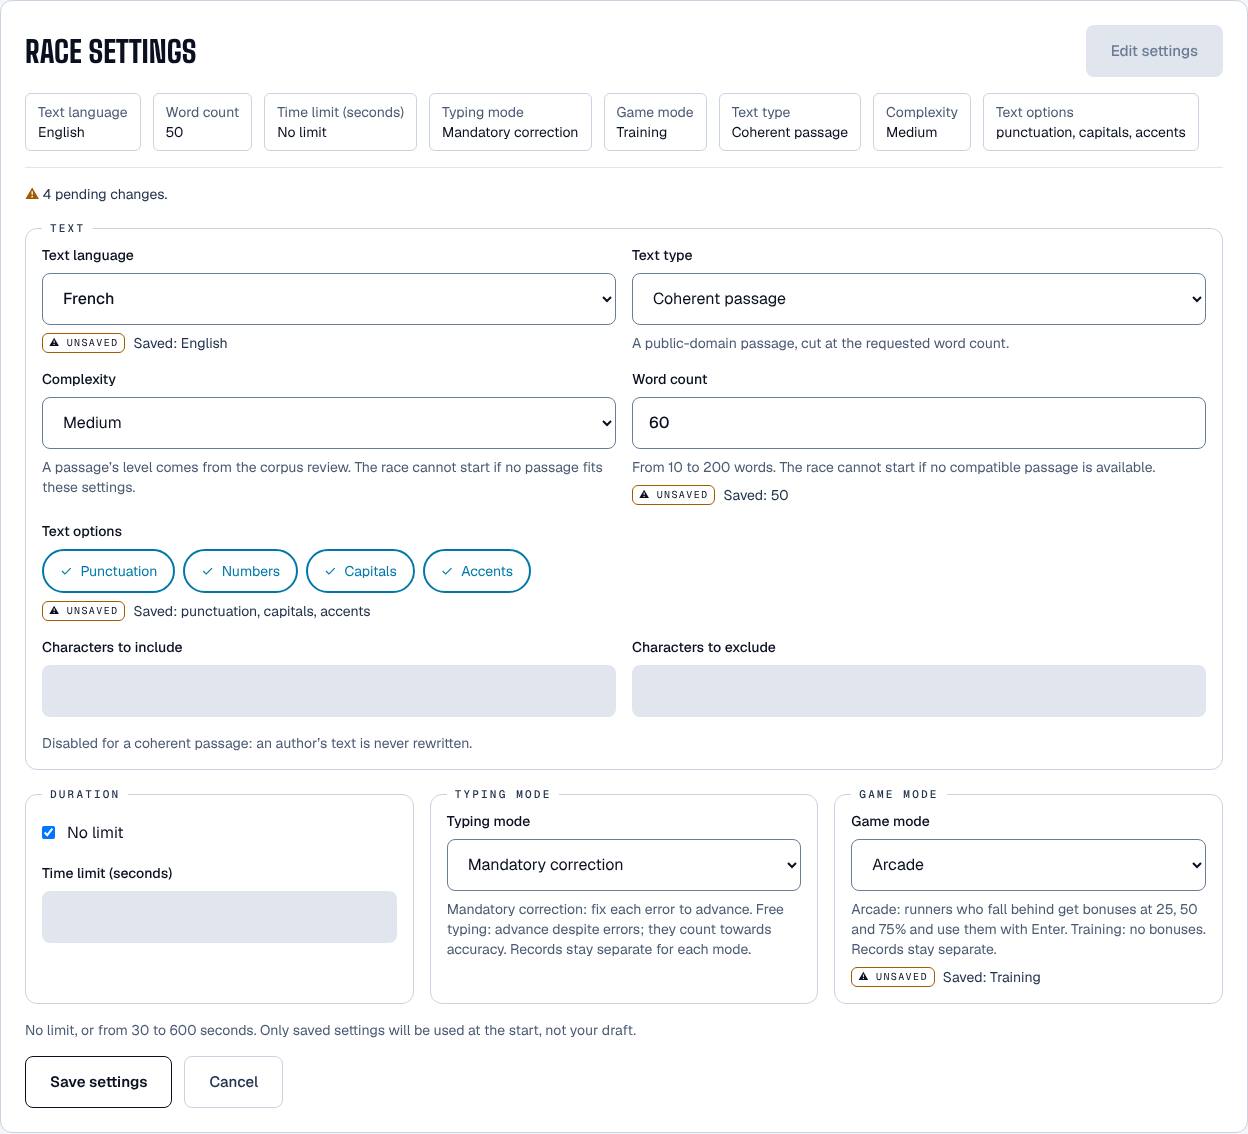 RACE SETTINGS
Edit settings
Text language
English
Word count
50
Time limit (seconds)
No limit
Typing mode
Mandatory correction
Game mode
Training
Text type
Coherent passage
Complexity
Medium
Text options
punctuation, capitals, accents
4 pending changes.
TEXT
Text language
French
UNSAVED Saved: English
Text type
Coherent passage
A public-domain passage, cut at the requested word count.
Complexity
Medium
A passage’s level comes from the corpus review. The race cannot start if no passage fits
these settings.
Word count
60
From 10 to 200 words. The race cannot start if no compatible passage is available.
UNSAVED Saved: 50
Text options
Punctuation Numbers Capitals Accents
UNSAVED Saved: punctuation, capitals, accents
Characters to include
Characters to exclude
Disabled for a coherent passage: an author’s text is never rewritten.
DURATION
No limit
Time limit (seconds)
TYPING MODE
Typing mode
Mandatory correction
Mandatory correction: fix each error to advance. Free
typing: advance despite errors; they count towards
accuracy. Records stay separate for each mode.
GAME MODE
Game mode
Arcade
Arcade: runners who fall behind get bonuses at 25, 50
and 75% and use them with Enter. Training: no bonuses.
Records stay separate.
UNSAVED Saved: Training
No limit, or from 30 to 600 seconds. Only saved settings will be used at the start, not your draft.
Save settings
Cancel